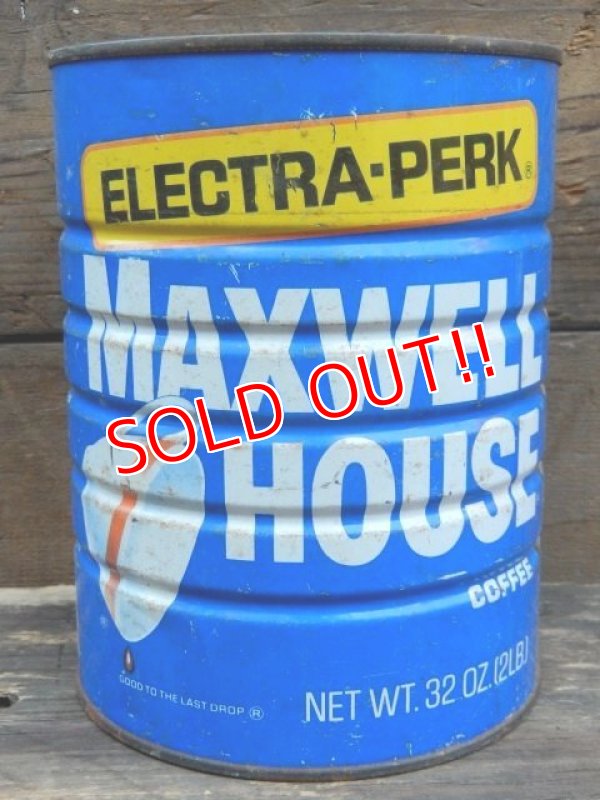 ELECTRA-PERK®
MAXWELL
SOLD OUT!!
HOUSE
COFFEE
GOOD TO THE LAST DROP ®
NET WT. 32 OZ. (2LB)